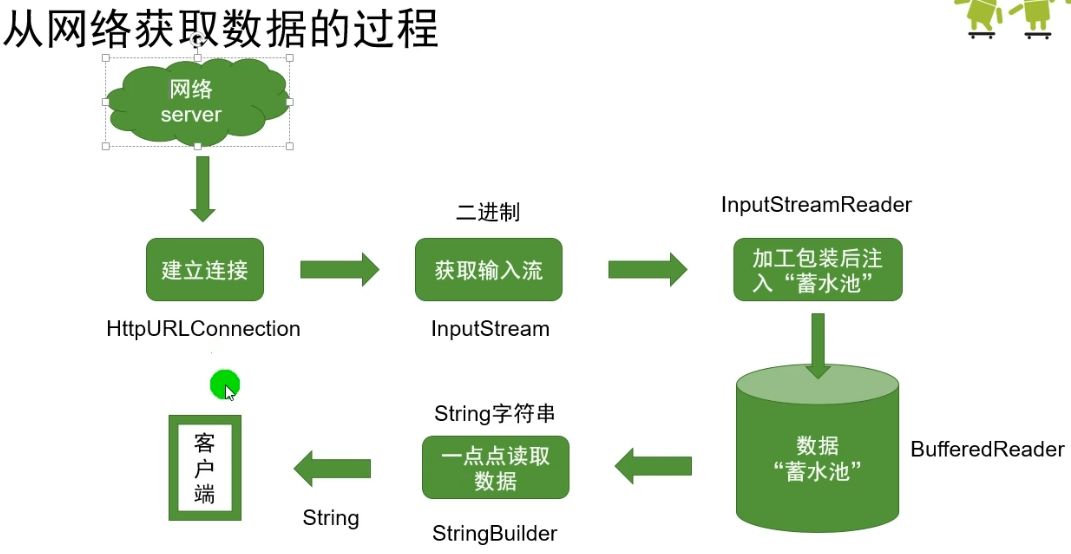 从网络获取数据的过程
网络
server
建立连接
HttpURLConnection
二进制
获取输入流
InputStream
InputStreamReader
加工包装后注
入“蓄水池”
数据
“蓄水池”
BufferedReader
String字符串
一点点读取
数据
StringBuilder
String
客
户
端